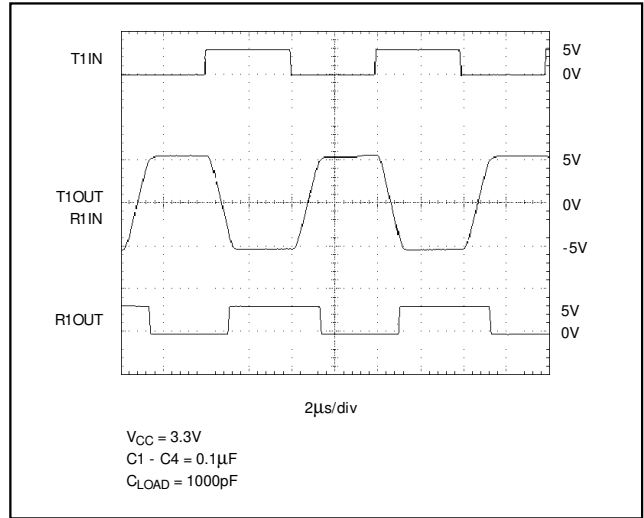 T1IN
5V
0V
T1OUT
R1IN
5V
0V
-5V
R1OUT
5V
0V
2µs/div
VCC = 3.3V
C1 - C4 = 0.1µF
CLOAD = 1000pF